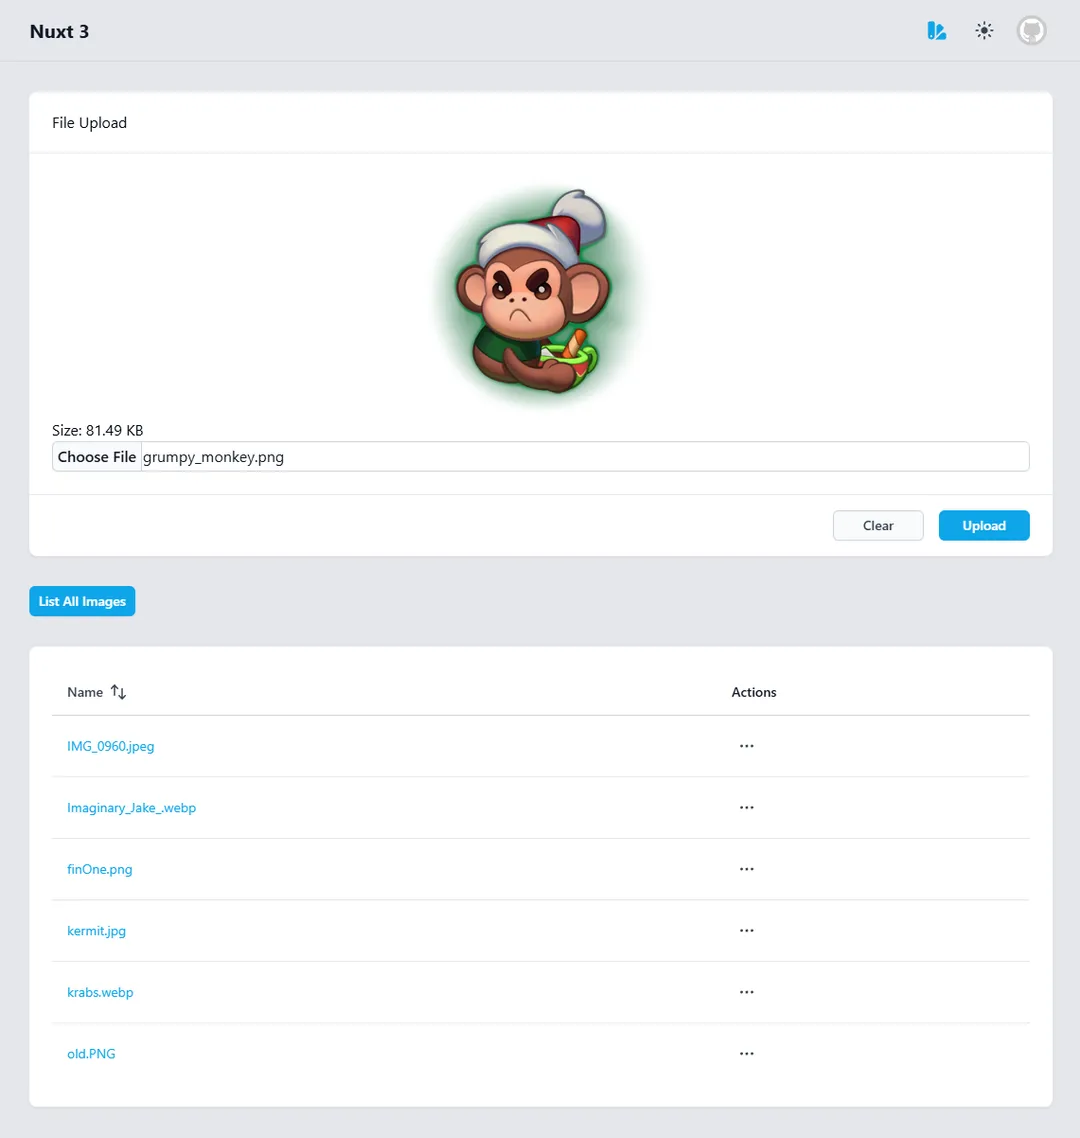 Nuxt 3
File Upload
Size: 81.49 KB
Choose File grumpy_monkey.png
Clear Upload
List All Images
Name Actions
IMG_0960.jpeg
Imaginary_Jake_.webp
finOne.png
kermit.jpg
krabs.webp
old.PNG